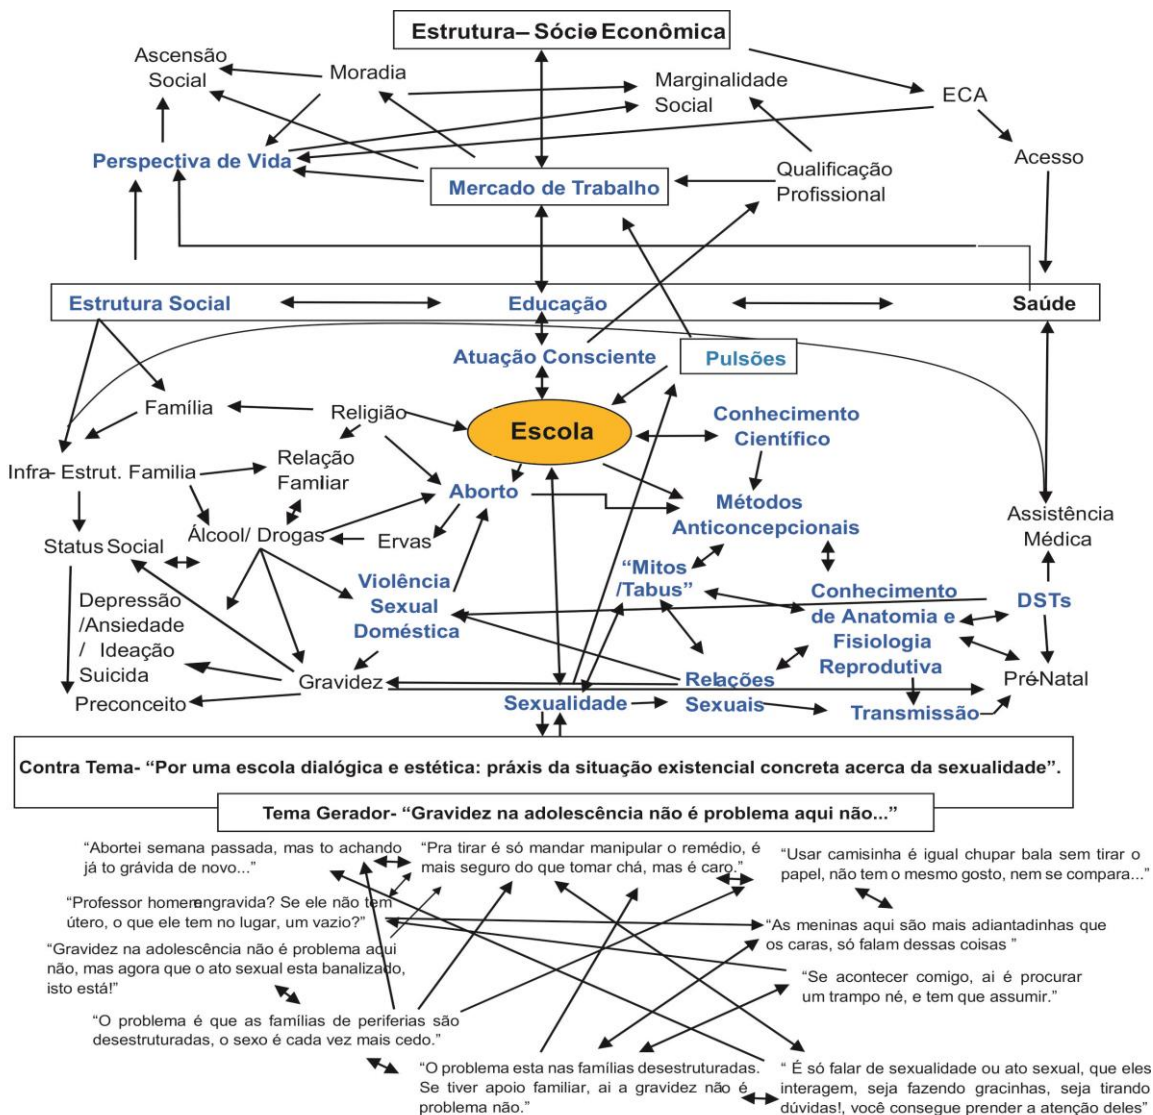 Estrutura– Sócio Econômica
Ascensão
Social
Moradia
Marginalidade
Social
ECA
Perspectiva de Vida
Mercado de Trabalho
Qualificação
Profissional
Acesso
Estrutura Social
Educação
Saúde
Atuação Consciente
Pulsões
Família
Religião
Escola
Conhecimento
Científico
Infra– Estrut. Familia
Relação
Familiar
Aborto
Métodos
Anticoncepcionais
Assistência
Médica
Status Social
Álcool/ Drogas
Ervas
“Mitos
/Tabus”
Depressão
/Ansiedade
/ Ideação
Suicida
Violência
Sexual
Doméstica
Conhecimento
de Anatomia e
Fisiologia
Reprodutiva
DSTs
Gravidez
Preconceito
Sexualidade
Relações
Sexuais
Transmissão
Pré-Natal
Contra Tema- “Por uma escola dialógica e estética: práxis da situação existencial concreta acerca da sexualidade”.
Tema Gerador- “Gravidez na adolescência não é problema aqui não...”
“Abortei semana passada, mas to achando
já to grávida de novo...”
“Pra tirar é só mandar manipular o remédio, é
mais seguro do que tomar chá, mas é caro.”
“Usar camisinha é igual chupar bala sem tirar o
papel, não tem o mesmo gosto, nem se compara...”
“Professor homem engravida? Se ele não tem
útero, o que ele tem no lugar, um vazio?”
“As meninas aqui são mais adiantadinhas que
os caras, só falam dessas coisas ”
“Gravidez na adolescência não é problema aqui
não, mas agora que o ato sexual esta banalizado,
isto está!”
“Se acontecer comigo, ai é procurar
um trampo né, e tem que assumir.”
“O problema é que as famílias de periferias são
desestruturadas, o sexo é cada vez mais cedo.”
“O problema esta nas famílias desestruturadas.
Se tiver apoio familiar, ai a gravidez não é
problema não.”
“ É só falar de sexualidade ou ato sexual, que eles
interagem, seja fazendo gracinhas, seja tirando
dúvidas!, você consegue prender a atenção deles”